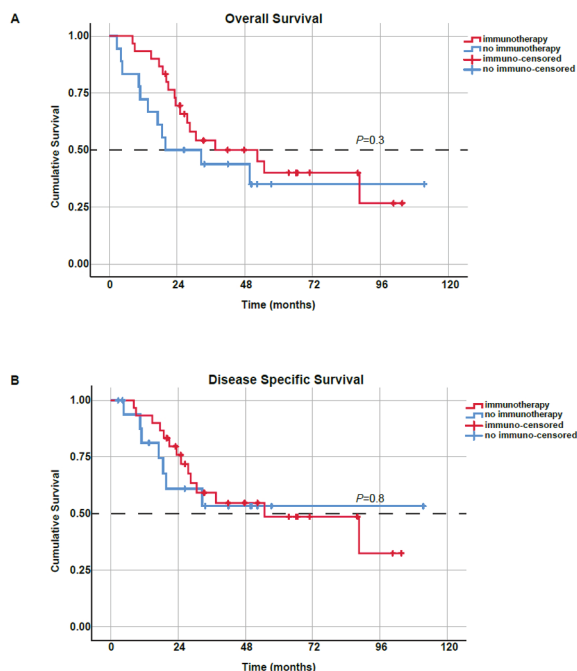 A
Overall Survival
immunotherapy
no immunotherapy
immuno-censored
no immuno-censored
1.00
0.75
0.50
0.25
0.00
Cumulative Survival
P=0.3
0 24 48 72 96 120
Time (months)
B
Disease Specific Survival
immunotherapy
no immunotherapy
immuno-censored
no immuno-censored
1.00
0.75
0.50
0.25
0.00
Cumulative Survival
P=0.8
0 24 48 72 96 120
Time (months)